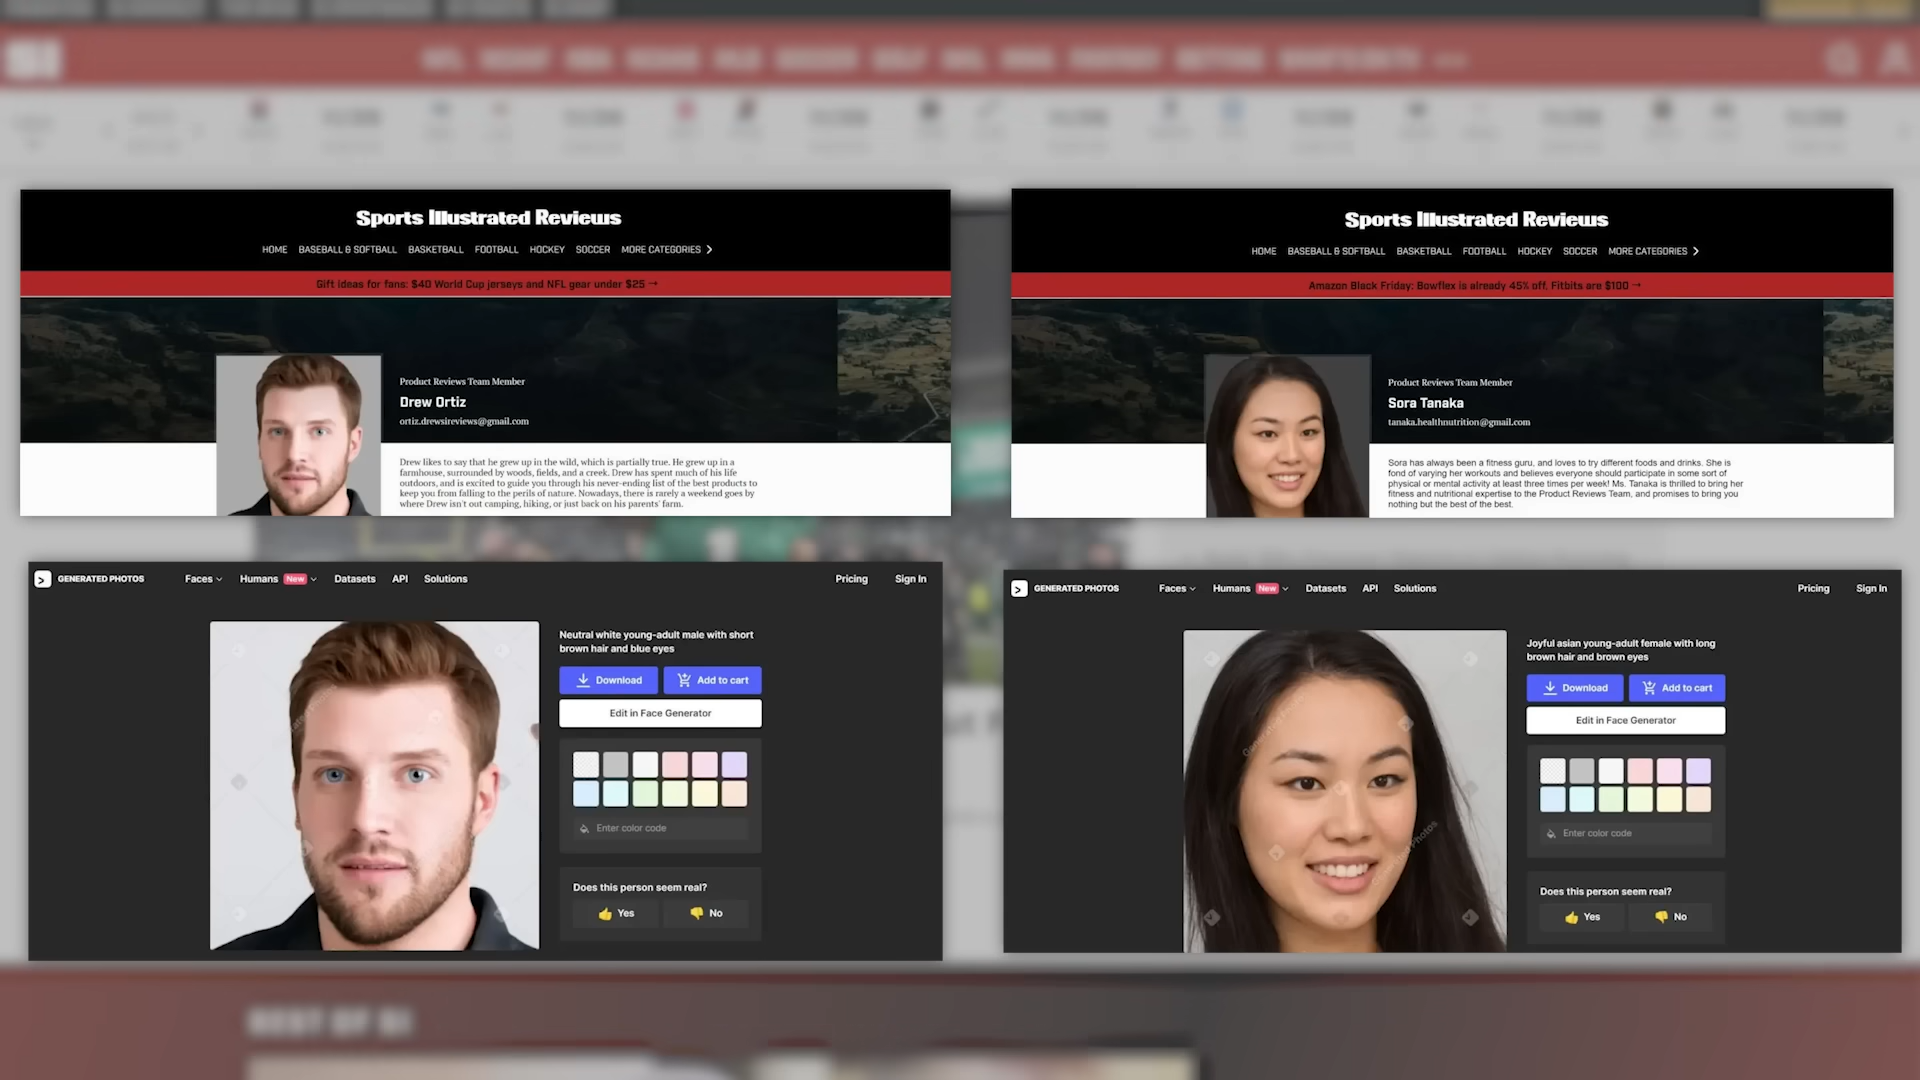 Sports Illustrated Reviews
HOME BASEBALL & SOFTBALL BASKETBALL FOOTBALL HOCKEY SOCCER MORE CATEGORIES
Gift ideas for fans: $40 World Cup jerseys and NFL gear under $25 →
Product Reviews Team Member
Drew Ortiz
ortiz.drewsireviews@gmail.com
Drew likes to say that he grew up in the wild, which is partially true. He grew up in a
farmhouse, surrounded by woods, fields, and a creek. Drew has spent much of his life
outdoors, and is excited to guide you through his never-ending list of the best products to
keep you from falling to the perils of nature. Nowadays, there is rarely a weekend goes by
where Drew isn't out camping, hiking, or just back on his parents' farm.
Sports Illustrated Reviews
HOME BASEBALL & SOFTBALL BASKETBALL FOOTBALL HOCKEY SOCCER MORE CATEGORIES
Amazon Black Friday: Bowflex is already 45% off, Fitbits are $100 →
Product Reviews Team Member
Sora Tanaka
tanaka.healthnutrition@gmail.com
Sora has always been a fitness guru, and loves to try different foods and drinks. She is
fond of varying her workouts and believes everyone should participate in some sort of
physical or mental activity at least three times per week! Ms. Tanaka is thrilled to bring her
fitness and nutritional expertise to the Product Reviews Team, and promises to bring you
nothing but the best of the best.
GENERATED PHOTOS Faces Humans New Datasets API Solutions Pricing Sign In
Neutral white young-adult male with short
brown hair and blue eyes
Download Add to cart
Edit in Face Generator
Enter color code
Does this person seem real?
Yes No
GENERATED PHOTOS Faces Humans New Datasets API Solutions Pricing Sign In
Joyful asian young-adult female with long
brown hair and brown eyes
Download Add to cart
Edit in Face Generator
Enter color code
Does this person seem real?
Yes No
BEST OF SI